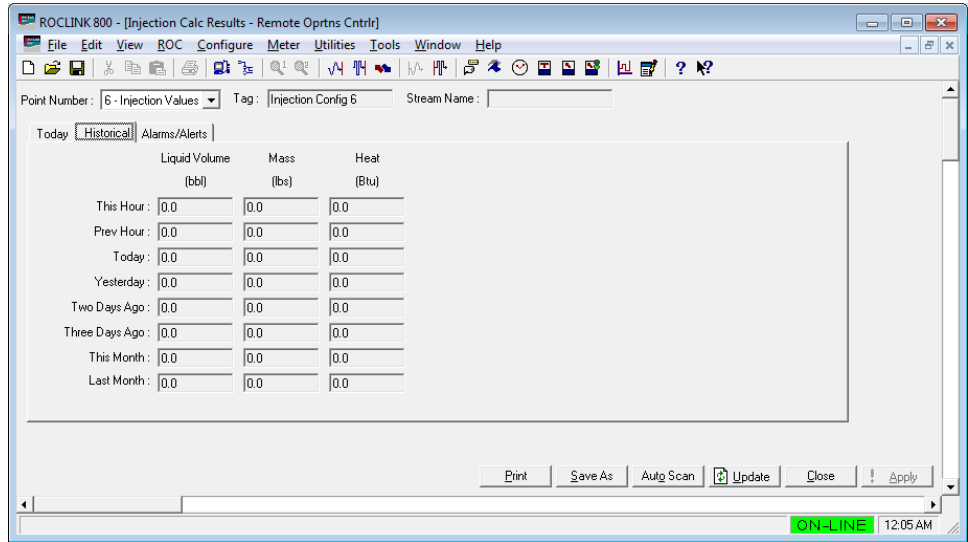 ROCLINK 800 - [Injection Calc Results - Remote Oprtns Cntrlr]
File Edit View ROC Configure Meter Utilities Tools Window Help
Point Number : 6 - Injection Values Tag : Injection Config 6 Stream Name :
Today Historical Alarms/Alerts
Liquid Volume Mass Heat
(bbl) (lbs) (Btu)
This Hour : 0.0 0.0 0.0
Prev Hour : 0.0 0.0 0.0
Today : 0.0 0.0 0.0
Yesterday : 0.0 0.0 0.0
Two Days Ago : 0.0 0.0 0.0
Three Days Ago : 0.0 0.0 0.0
This Month : 0.0 0.0 0.0
Last Month : 0.0 0.0 0.0
Print Save As Auto Scan Update Close ! Apply
ON-LINE 12:05 AM